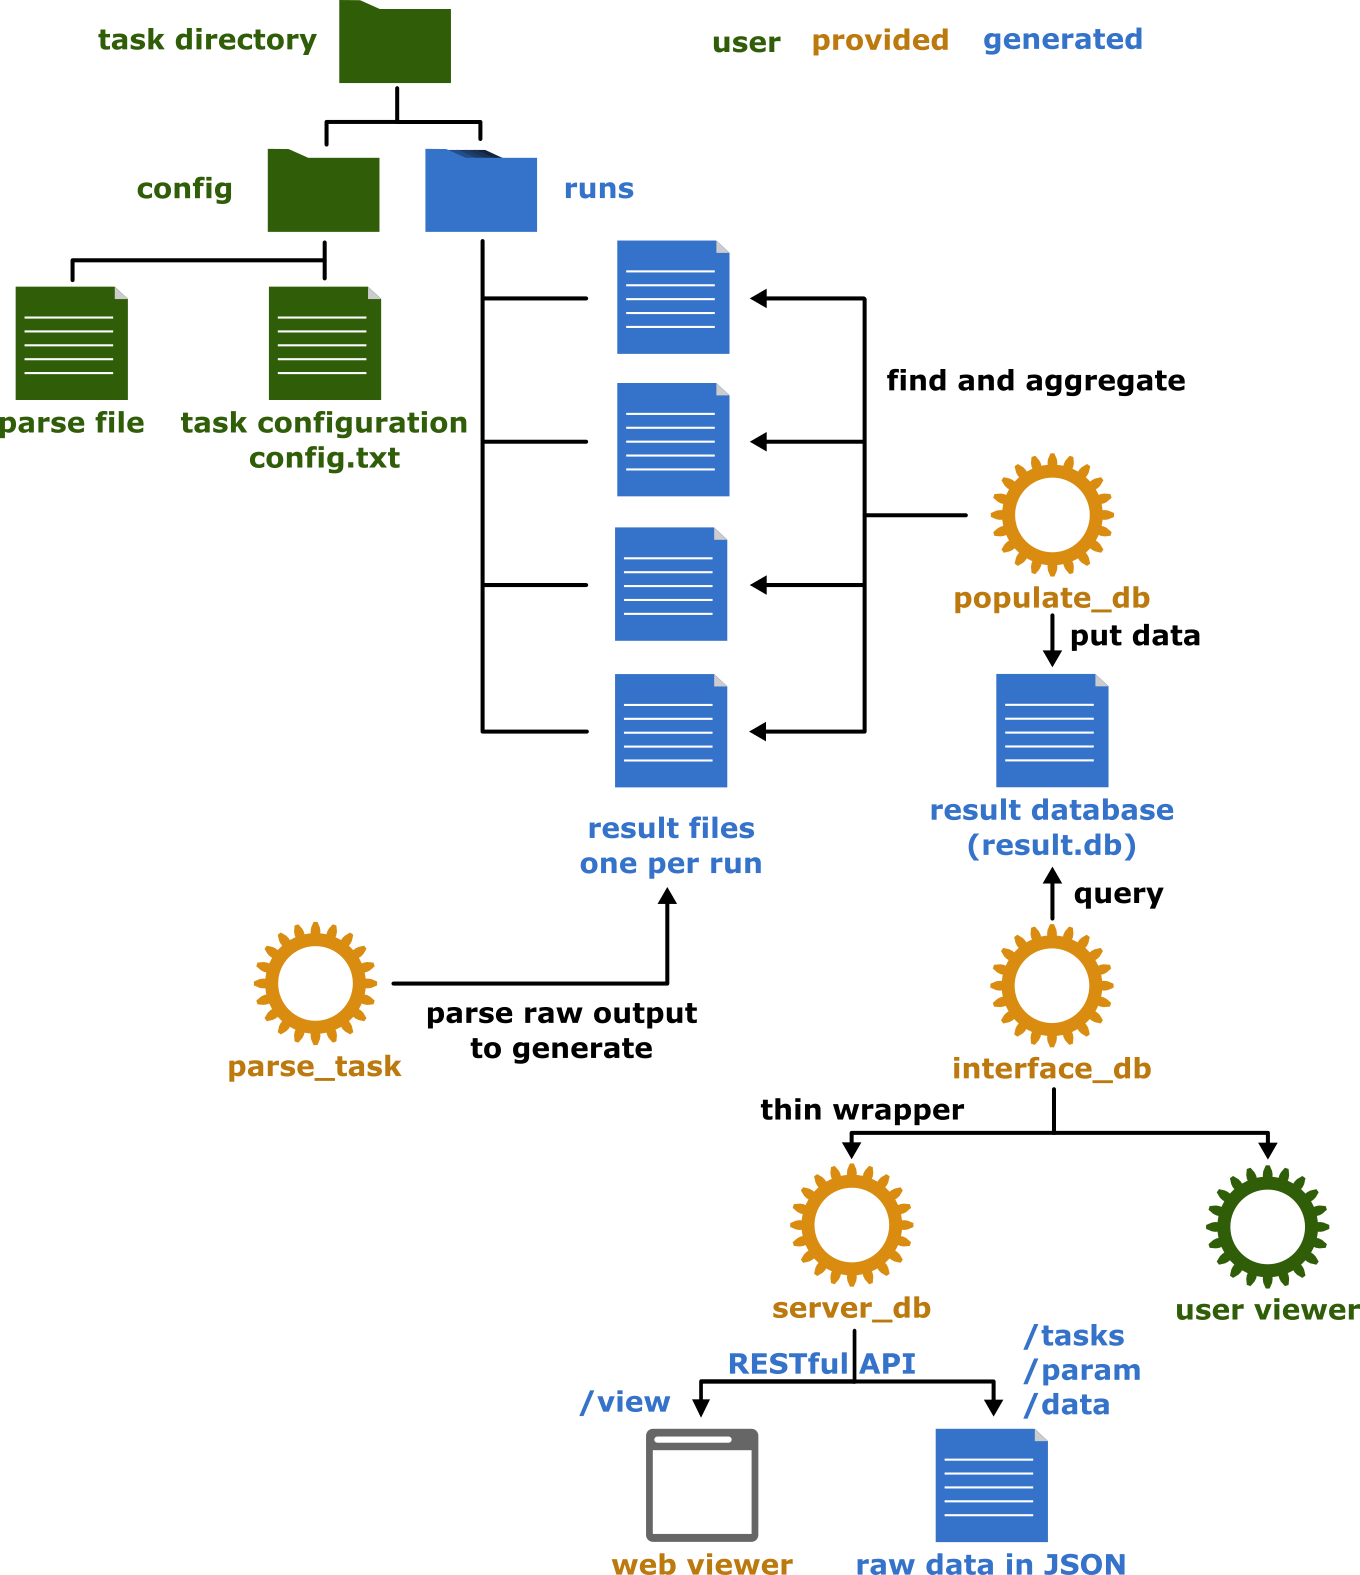 task directory
user provided generated
config
runs
parse file
task configuration
config.txt
find and aggregate
populate_db
put data
result files
one per run
result database
(result.db)
query
parse_task
parse raw output
to generate
interface_db
thin wrapper
server_db
user viewer
RESTful API
/view
/tasks
/param
/data
web viewer
raw data in JSON